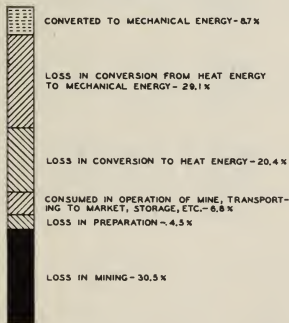 CONVERTED TO MECHANICAL ENERGY-8.7%
LOSS IN CONVERSION FROM HEAT ENERGY
TO MECHANICAL ENERGY- 29.1%
LOSS IN CONVERSION TO HEAT ENERGY-20.4%
CONSUMED IN OPERATION OF MINE, TRANSPORT-
ING TO MARKET, STORAGE, ETC.-6.8%
LOSS IN PREPARATION-4.5%
LOSS IN MINING-30.5%